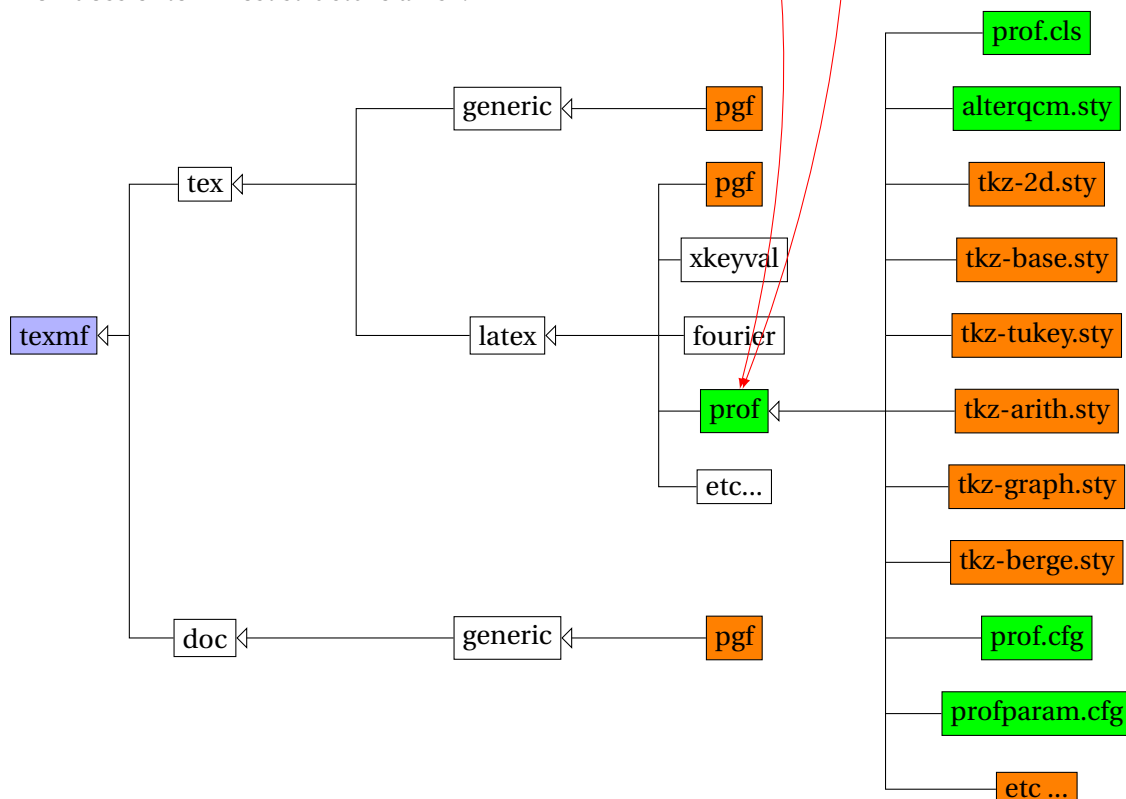 prof.cls
generic
pgf
alterqcm.sty
tex
pgf
tkz-2d.sty
xkeyval
tkz-base.sty
texmf
latex
fourier
tkz-tukey.sty
prof
tkz-arith.sty
etc...
tkz-graph.sty
tkz-berge.sty
doc
generic
pgf
prof.cfg
profparam.cfg
etc ...